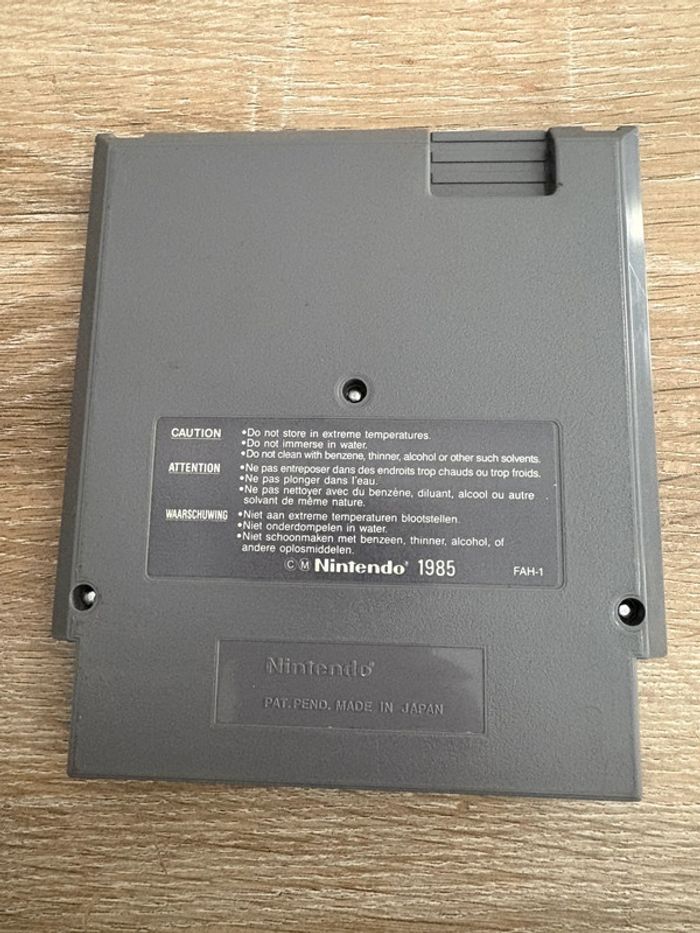 CAUTION •Do not store in extreme temperatures.
•Do not immerse in water.
•Do not clean with benzene, thinner, alcohol or other such solvents.
ATTENTION •Ne pas entreposer dans des endroits trop chauds ou trop froids.
•Ne pas plonger dans l'eau.
•Ne pas nettoyer avec du benzène, diluant, alcool ou autre
solvant de même nature.
WAARSCHUWING •Niet aan extreme temperaturen blootstellen.
•Niet onderdompelen in water.
•Niet schoonmaken met benzeen, thinner, alcohol, of
andere oplosmiddelen.
ⒸⓂ Nintendo® 1985 FAH-1
Nintendo®
PAT. PEND. MADE IN JAPAN